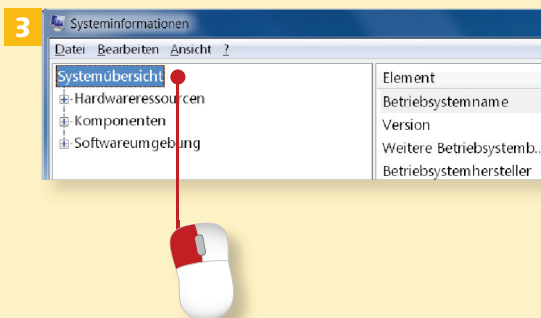 3
Systeminformationen
Datei Bearbeiten Ansicht ?
Systemübersicht
Hardwareressourcen
Komponenten
Softwareumgebung
Element
Betriebsystemname
Version
Weitere Betriebsystemb..
Betriebsystemhersteller